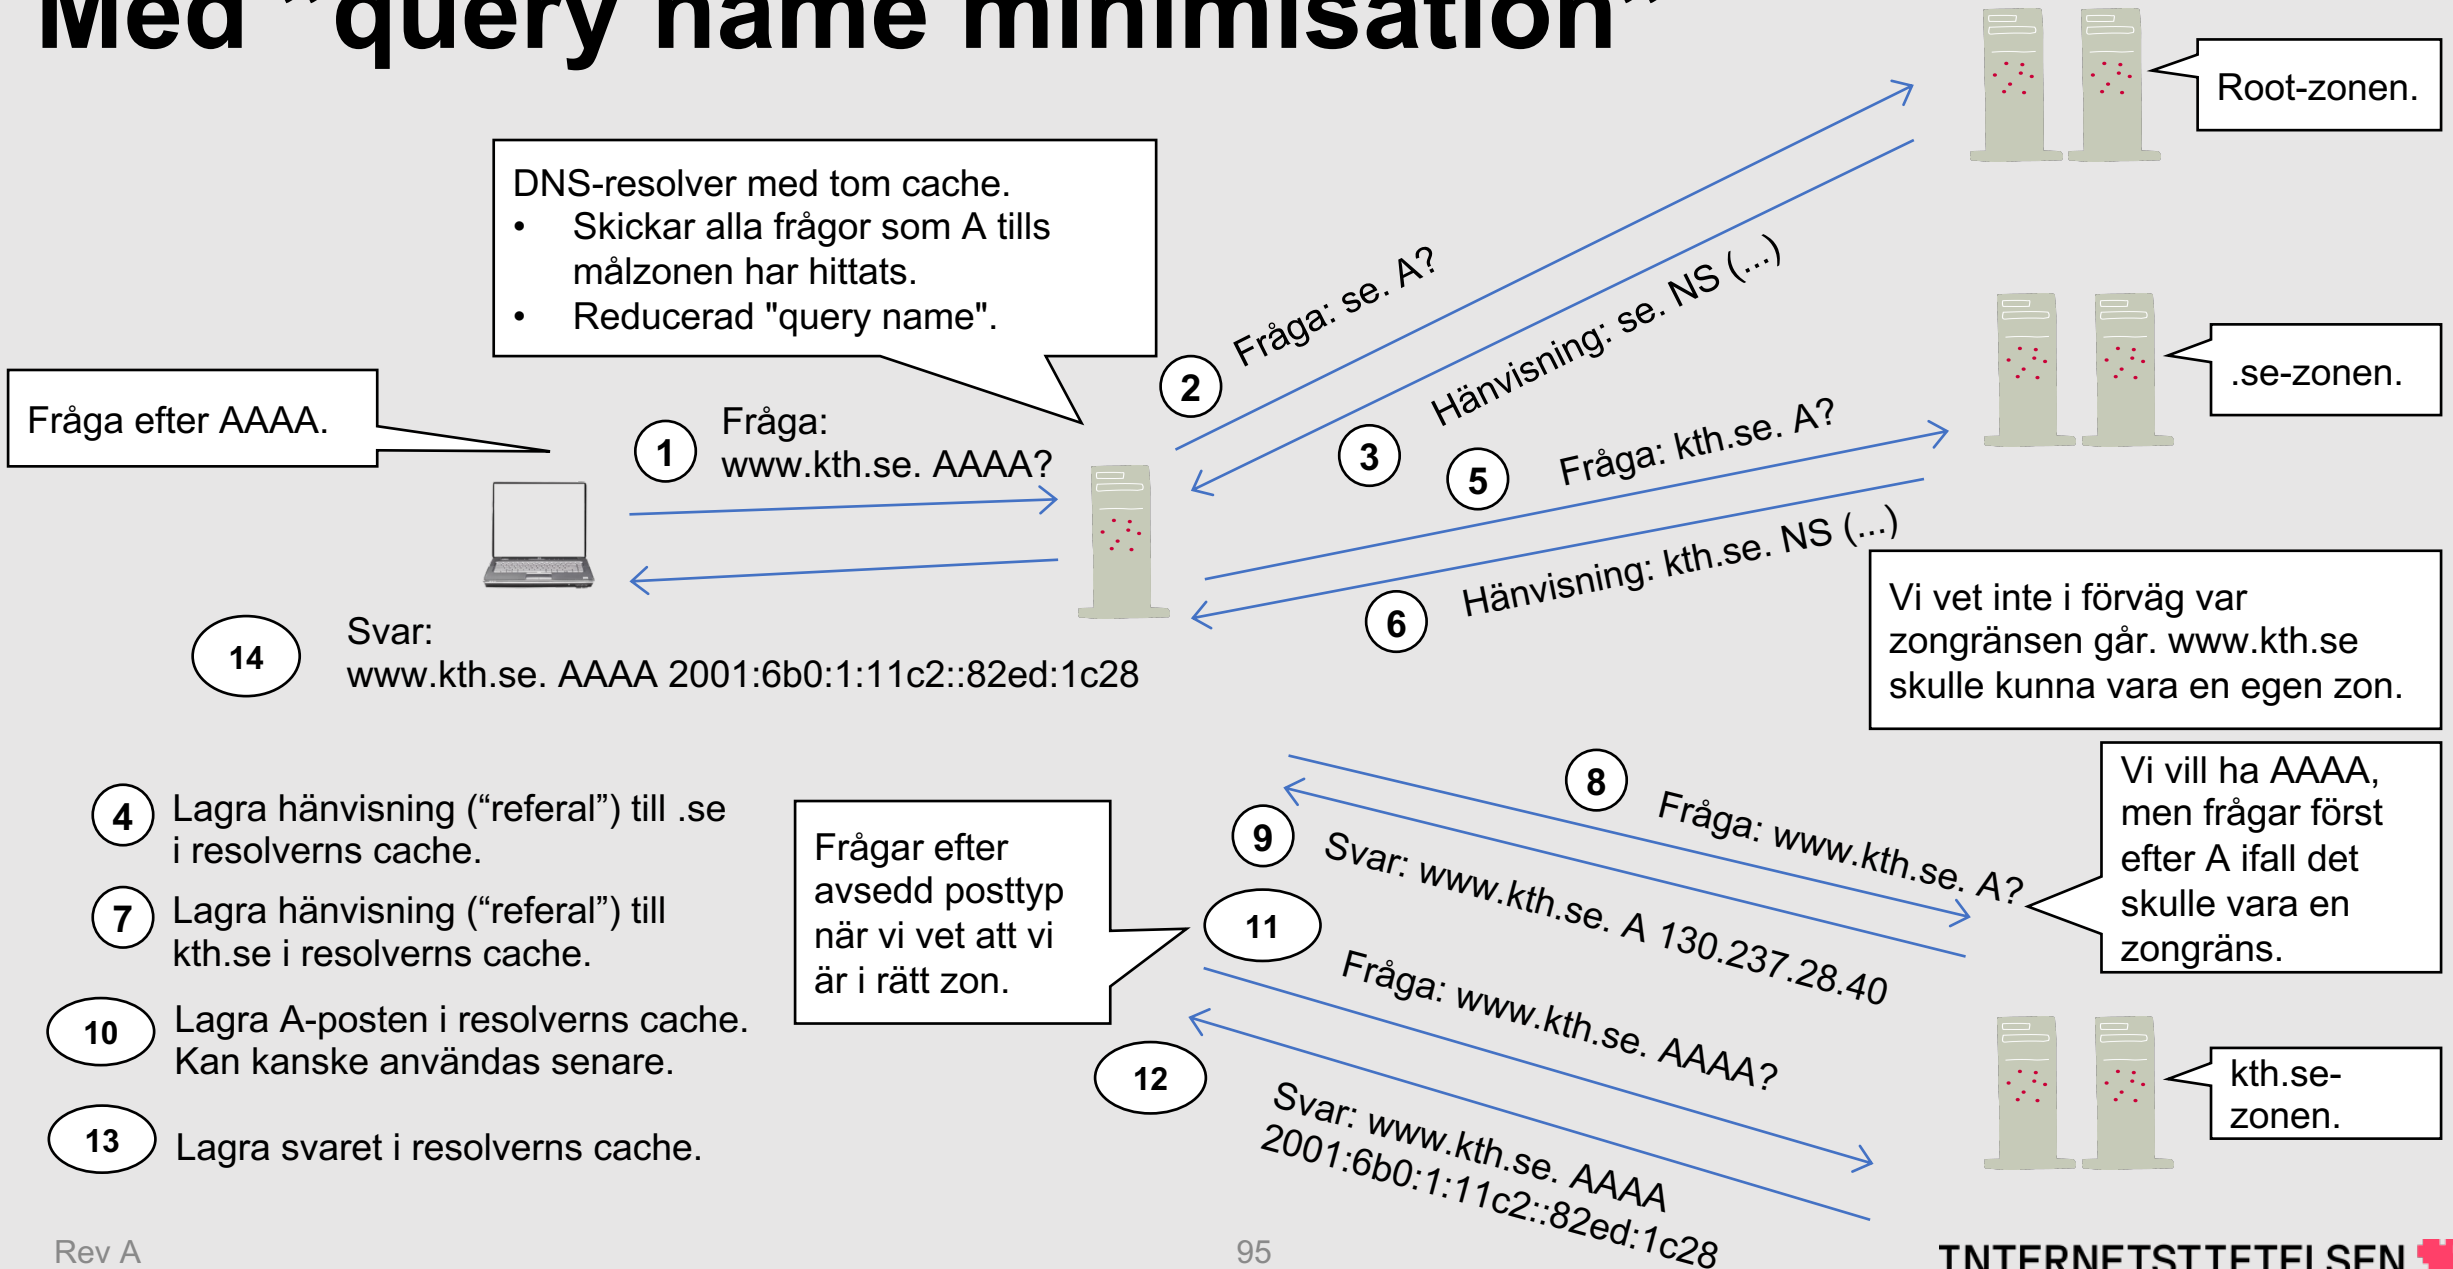 Med ”query name minimisation”
Root-zonen.
DNS-resolver med tom cache.
• Skickar alla frågor som A tills
målzonen har hittats.
• Reducerad "query name".
Fråga efter AAAA.
1
Fråga:
www.kth.se. AAAA?
2
Fråga: se. A?
3
Hänvisning: se. NS (...)
.se-zonen.
5
Fråga: kth.se. A?
6
Hänvisning: kth.se. NS (...)
14
Svar:
www.kth.se. AAAA 2001:6b0:1:11c2::82ed:1c28
Vi vet inte i förväg var
zongränsen går. www.kth.se
skulle kunna vara en egen zon.
4
Lagra hänvisning (“referal”) till .se
i resolverns cache.
7
Lagra hänvisning (“referal”) till
kth.se i resolverns cache.
10
Lagra A-posten i resolverns cache.
Kan kanske användas senare.
13
Lagra svaret i resolverns cache.
Frågar efter
avsedd posttyp
när vi vet att vi
är i rätt zon.
8
Fråga: www.kth.se. A?
9
Svar: www.kth.se. A 130.237.28.40
Vi vill ha AAAA,
men frågar först
efter A ifall det
skulle vara en
zongräns.
11
Fråga: www.kth.se. AAAA?
12
Svar: www.kth.se. AAAA
2001:6b0:1:11c2::82ed:1c28
kth.se-
zonen.
Rev A
95
INTERNETSTIFTELSEN